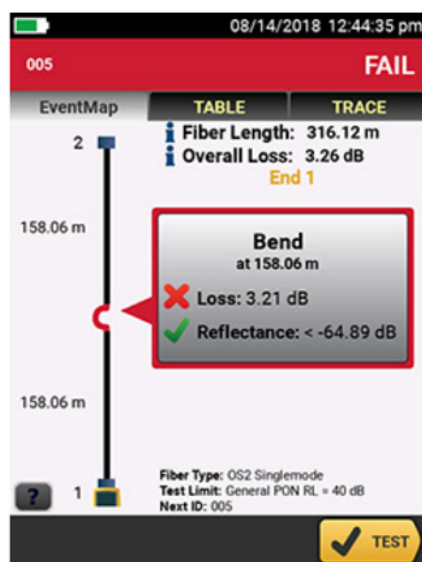 08/14/2018 12:44:35 pm
005
FAIL
EventMap
TABLE
TRACE
2
i Fiber Length: 316.12 m
i Overall Loss: 3.26 dB
End 1
158.06 m
Bend
at 158.06 m
Loss: 3.21 dB
Reflectance: < -64.89 dB
158.06 m
Fiber Type: OS2 Singlemode
Test Limit: General PON RL = 40 dB
Next ID: 005
?
1
TEST